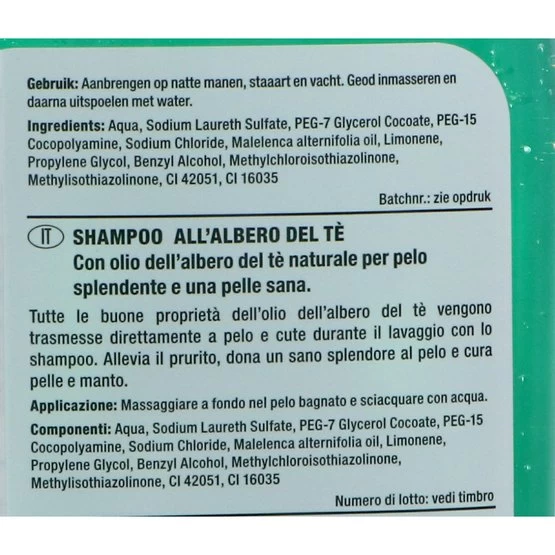 Gebruik: Aanbrengen op natte manen, staaart en vacht. Geod inmasseren en
daarna uitspoelen met water.
Ingredients: Aqua, Sodium Laureth Sulfate, PEG-7 Glycerol Cocoate, PEG-15
Cocopolyamine, Sodium Chloride, Malelenca alternifolia oil, Limonene,
Propylene Glycol, Benzyl Alcohol, Methylchloroisothiazolinone,
Methylisothiazolinone, CI 42051, CI 16035
Batchnr.: zie opdruk
IT SHAMPOO ALL'ALBERO DEL TÈ
Con olio dell'albero del tè naturale per pelo
splendente e una pelle sana.
Tutte le buone proprietà dell'olio dell'albero del tè vengono
trasmesse direttamente a pelo e cute durante il lavaggio con lo
shampoo. Allevia il prurito, dona un sano splendore al pelo e cura
pelle e manto.
Applicazione: Massaggiare a fondo nel pelo bagnato e sciacquare con acqua.
Componenti: Aqua, Sodium Laureth Sulfate, PEG-7 Glycerol Cocoate, PEG-15
Cocopolyamine, Sodium Chloride, Malelenca alternifolia oil, Limonene,
Propylene Glycol, Benzyl Alcohol, Methylchloroisothiazolinone,
Methylisothiazolinone, CI 42051, CI 16035
Numero di lotto: vedi timbro